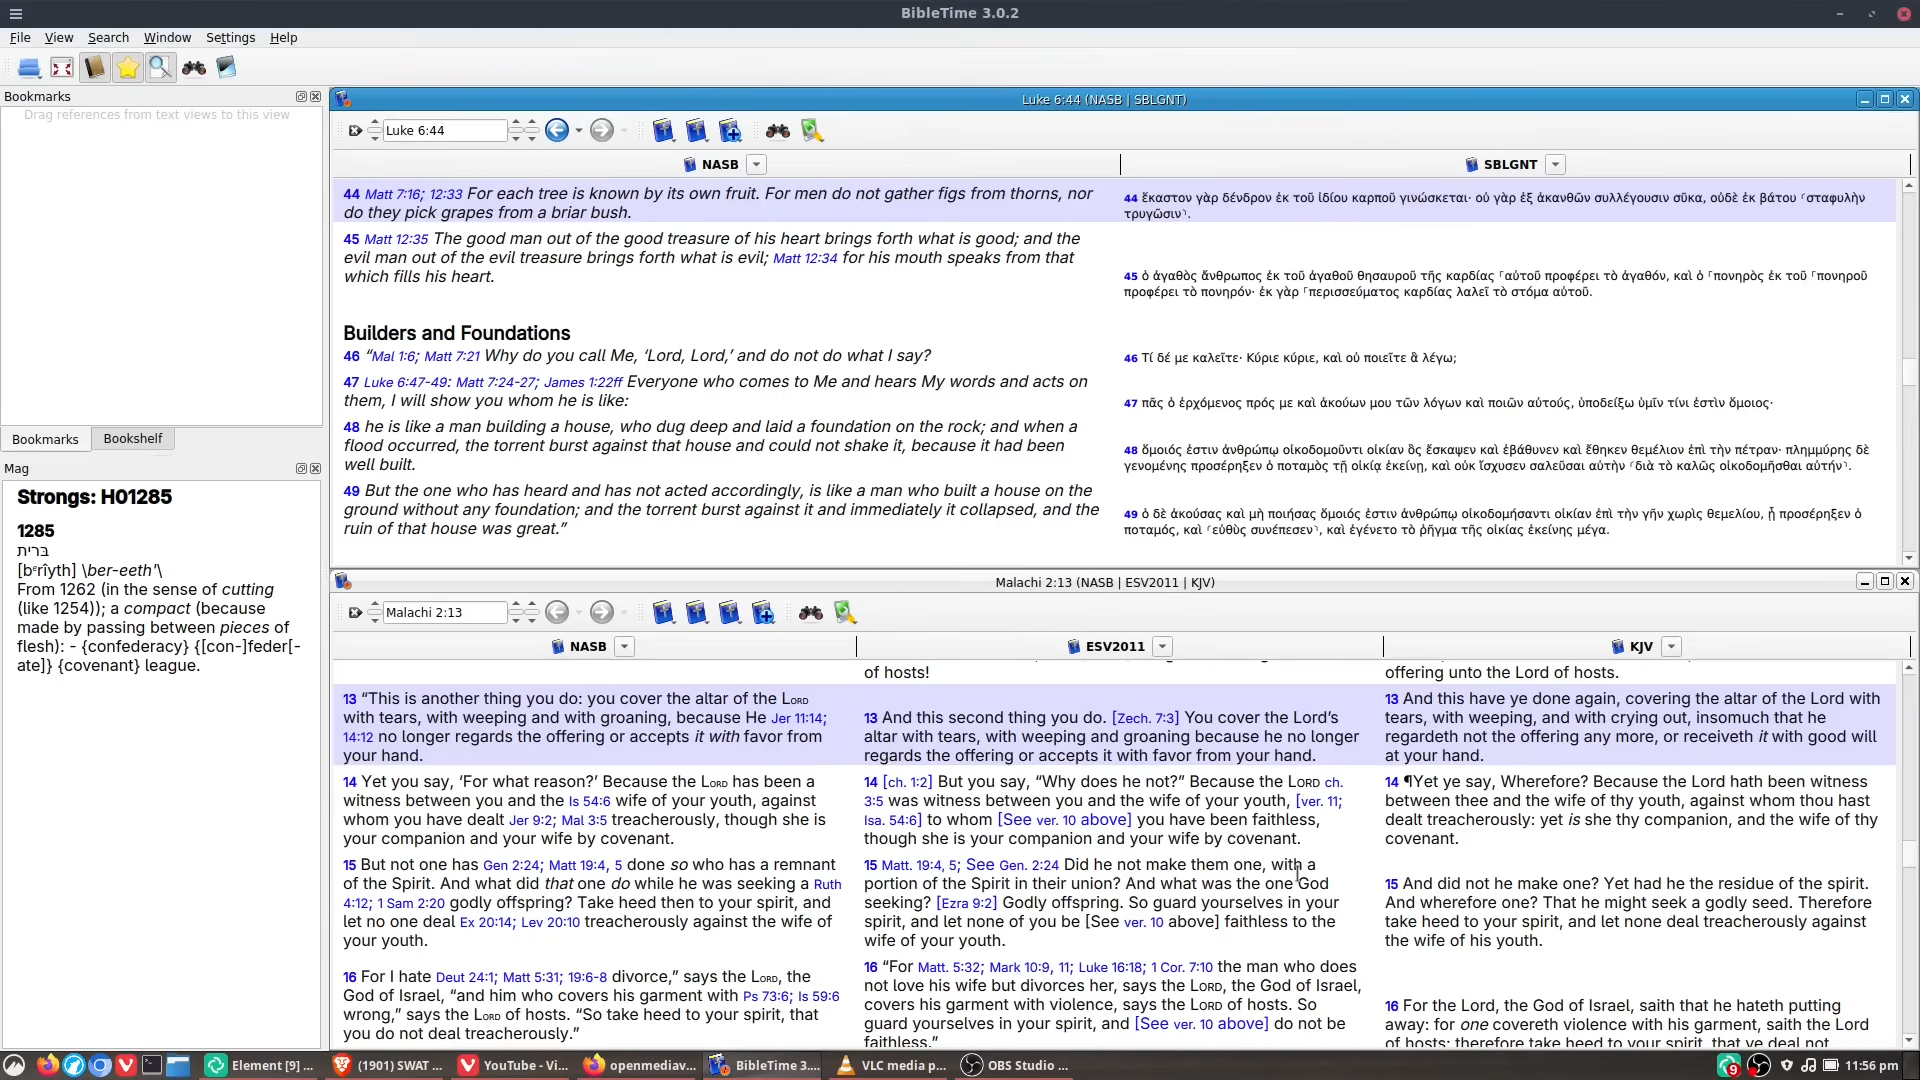 BibleTime 3.0.2
File View Search Window Settings Help
Bookmarks
Drag references from text views to this view
Bookmarks Bookshelf
Mag
Strongs: H01285
1285
ברית
[bᵉrîyth] \ber-eeth'\
From 1262 (in the sense of cutting
(like 1254)); a compact (because
made by passing between pieces of
flesh): - {confederacy} {[con-]feder[-
ate]} {covenant} league.
Luke 6:44 (NASB | SBLGNT)
Luke 6:44
NASB
44 Matt 7:16; 12:33 For each tree is known by its own fruit. For men do not gather figs from thorns, nor
do they pick grapes from a briar bush.
45 Matt 12:35 The good man out of the good treasure of his heart brings forth what is good; and the
evil man out of the evil treasure brings forth what is evil; Matt 12:34 for his mouth speaks from that
which fills his heart.
Builders and Foundations
46 “Mal 1:6; Matt 7:21 Why do you call Me, ‘Lord, Lord,’ and do not do what I say?
47 Luke 6:47-49: Matt 7:24-27; James 1:22ff Everyone who comes to Me and hears My words and acts on
them, I will show you whom he is like:
48 he is like a man building a house, who dug deep and laid a foundation on the rock; and when a
flood occurred, the torrent burst against that house and could not shake it, because it had been
well built.
49 But the one who has heard and has not acted accordingly, is like a man who built a house on the
ground without any foundation; and the torrent burst against it and immediately it collapsed, and the
ruin of that house was great.”
SBLGNT
44 ἕκαστον γὰρ δένδρον ἐκ τοῦ ἰδίου καρποῦ γινώσκεται· οὐ γὰρ ἐξ ἀκανθῶν συλλέγουσιν σῦκα, οὐδὲ ἐκ βάτου ⸂σταφυλὴν
τρυγῶσιν⸃.
45 ὁ ἀγαθὸς ἄνθρωπος ἐκ τοῦ ἀγαθοῦ θησαυροῦ τῆς καρδίας ⸀αὐτοῦ προφέρει τὸ ἀγαθόν, καὶ ὁ ⸀πονηρὸς ἐκ τοῦ ⸀πονηροῦ
προφέρει τὸ πονηρόν· ἐκ γὰρ ⸀περισσεύματος καρδίας λαλεῖ τὸ στόμα αὐτοῦ.
46 Τί δέ με καλεῖτε· Κύριε κύριε, καὶ οὐ ποιεῖτε ἃ λέγω;
47 πᾶς ὁ ἐρχόμενος πρός με καὶ ἀκούων μου τῶν λόγων καὶ ποιῶν αὐτούς, ὑποδείξω ὑμῖν τίνι ἐστὶν ὅμοιος·
48 ὅμοιός ἐστιν ἀνθρώπῳ οἰκοδομοῦντι οἰκίαν ὃς ἔσκαψεν καὶ ἐβάθυνεν καὶ ἔθηκεν θεμέλιον ἐπὶ τὴν πέτραν· πλημμύρης δὲ
γενομένης προσέρηξεν ὁ ποταμὸς τῇ οἰκίᾳ ἐκείνῃ, καὶ οὐκ ἴσχυσεν σαλεῦσαι αὐτὴν ⸂διὰ τὸ καλῶς οἰκοδομῆσθαι αὐτήν⸃.
49 ὁ δὲ ἀκούσας καὶ μὴ ποιήσας ὅμοιός ἐστιν ἀνθρώπῳ οἰκοδομήσαντι οἰκίαν ἐπὶ τὴν γῆν χωρὶς θεμελίου, ᾗ προσέρηξεν ὁ
ποταμός, καὶ ⸂εὐθὺς συνέπεσεν⸃, καὶ ἐγένετο τὸ ῥῆγμα τῆς οἰκίας ἐκείνης μέγα.
Malachi 2:13 (NASB | ESV2011 | KJV)
Malachi 2:13
NASB
13 “This is another thing you do: you cover the altar of the LORD
with tears, with weeping and with groaning, because He Jer 11:14;
14:12 no longer regards the offering or accepts it with favor from
your hand.
14 Yet you say, ‘For what reason?’ Because the LORD has been a
witness between you and the Is 54:6 wife of your youth, against
whom you have dealt Jer 9:2; Mal 3:5 treacherously, though she is
your companion and your wife by covenant.
15 But not one has Gen 2:24; Matt 19:4, 5 done so who has a remnant
of the Spirit. And what did that one do while he was seeking a Ruth
4:12; 1 Sam 2:20 godly offspring? Take heed then to your spirit, and
let no one deal Ex 20:14; Lev 20:10 treacherously against the wife of
your youth.
16 For I hate Deut 24:1; Matt 5:31; 19:6-8 divorce,” says the LORD, the
God of Israel, “and him who covers his garment with Ps 73:6; Is 59:6
wrong,” says the LORD of hosts. “So take heed to your spirit, that
you do not deal treacherously.”
ESV2011
of hosts!
13 And this second thing you do. [Zech. 7:3] You cover the Lord’s
altar with tears, with weeping and groaning because he no longer
regards the offering or accepts it with favor from your hand.
14 [ch. 1:2] But you say, “Why does he not?” Because the LORD ch.
3:5 was witness between you and the wife of your youth, [ver. 11;
Isa. 54:6] to whom [See ver. 10 above] you have been faithless,
though she is your companion and your wife by covenant.
15 Matt. 19:4, 5; See Gen. 2:24 Did he not make them one, with a
portion of the Spirit in their union? And what was the one God
seeking? [Ezra 9:2] Godly offspring. So guard yourselves in your
spirit, and let none of you be [See ver. 10 above] faithless to the
wife of your youth.
16 “For Matt. 5:32; Mark 10:9, 11; Luke 16:18; 1 Cor. 7:10 the man who does
not love his wife but divorces her, says the LORD, the God of Israel,
covers his garment with violence, says the LORD of hosts. So
guard yourselves in your spirit, and [See ver. 10 above] do not be
faithless.”
KJV
offering unto the Lord of hosts.
13 And this have ye done again, covering the altar of the Lord with
tears, with weeping, and with crying out, insomuch that he
regardeth not the offering any more, or receiveth it with good will
at your hand.
14 ¶Yet ye say, Wherefore? Because the Lord hath been witness
between thee and the wife of thy youth, against whom thou hast
dealt treacherously: yet is she thy companion, and the wife of thy
covenant.
15 And did not he make one? Yet had he the residue of the spirit.
And wherefore one? That he might seek a godly seed. Therefore
take heed to your spirit, and let none deal treacherously against
the wife of his youth.
16 For the Lord, the God of Israel, saith that he hateth putting
away: for one covereth violence with his garment, saith the Lord
of hosts: therefore take heed to your spirit, that ye deal not
Element [9] ... (1901) SWAT ... YouTube - Vi... openmediav... BibleTime 3.... VLC media p... OBS Studio ... 9 11:56 pm